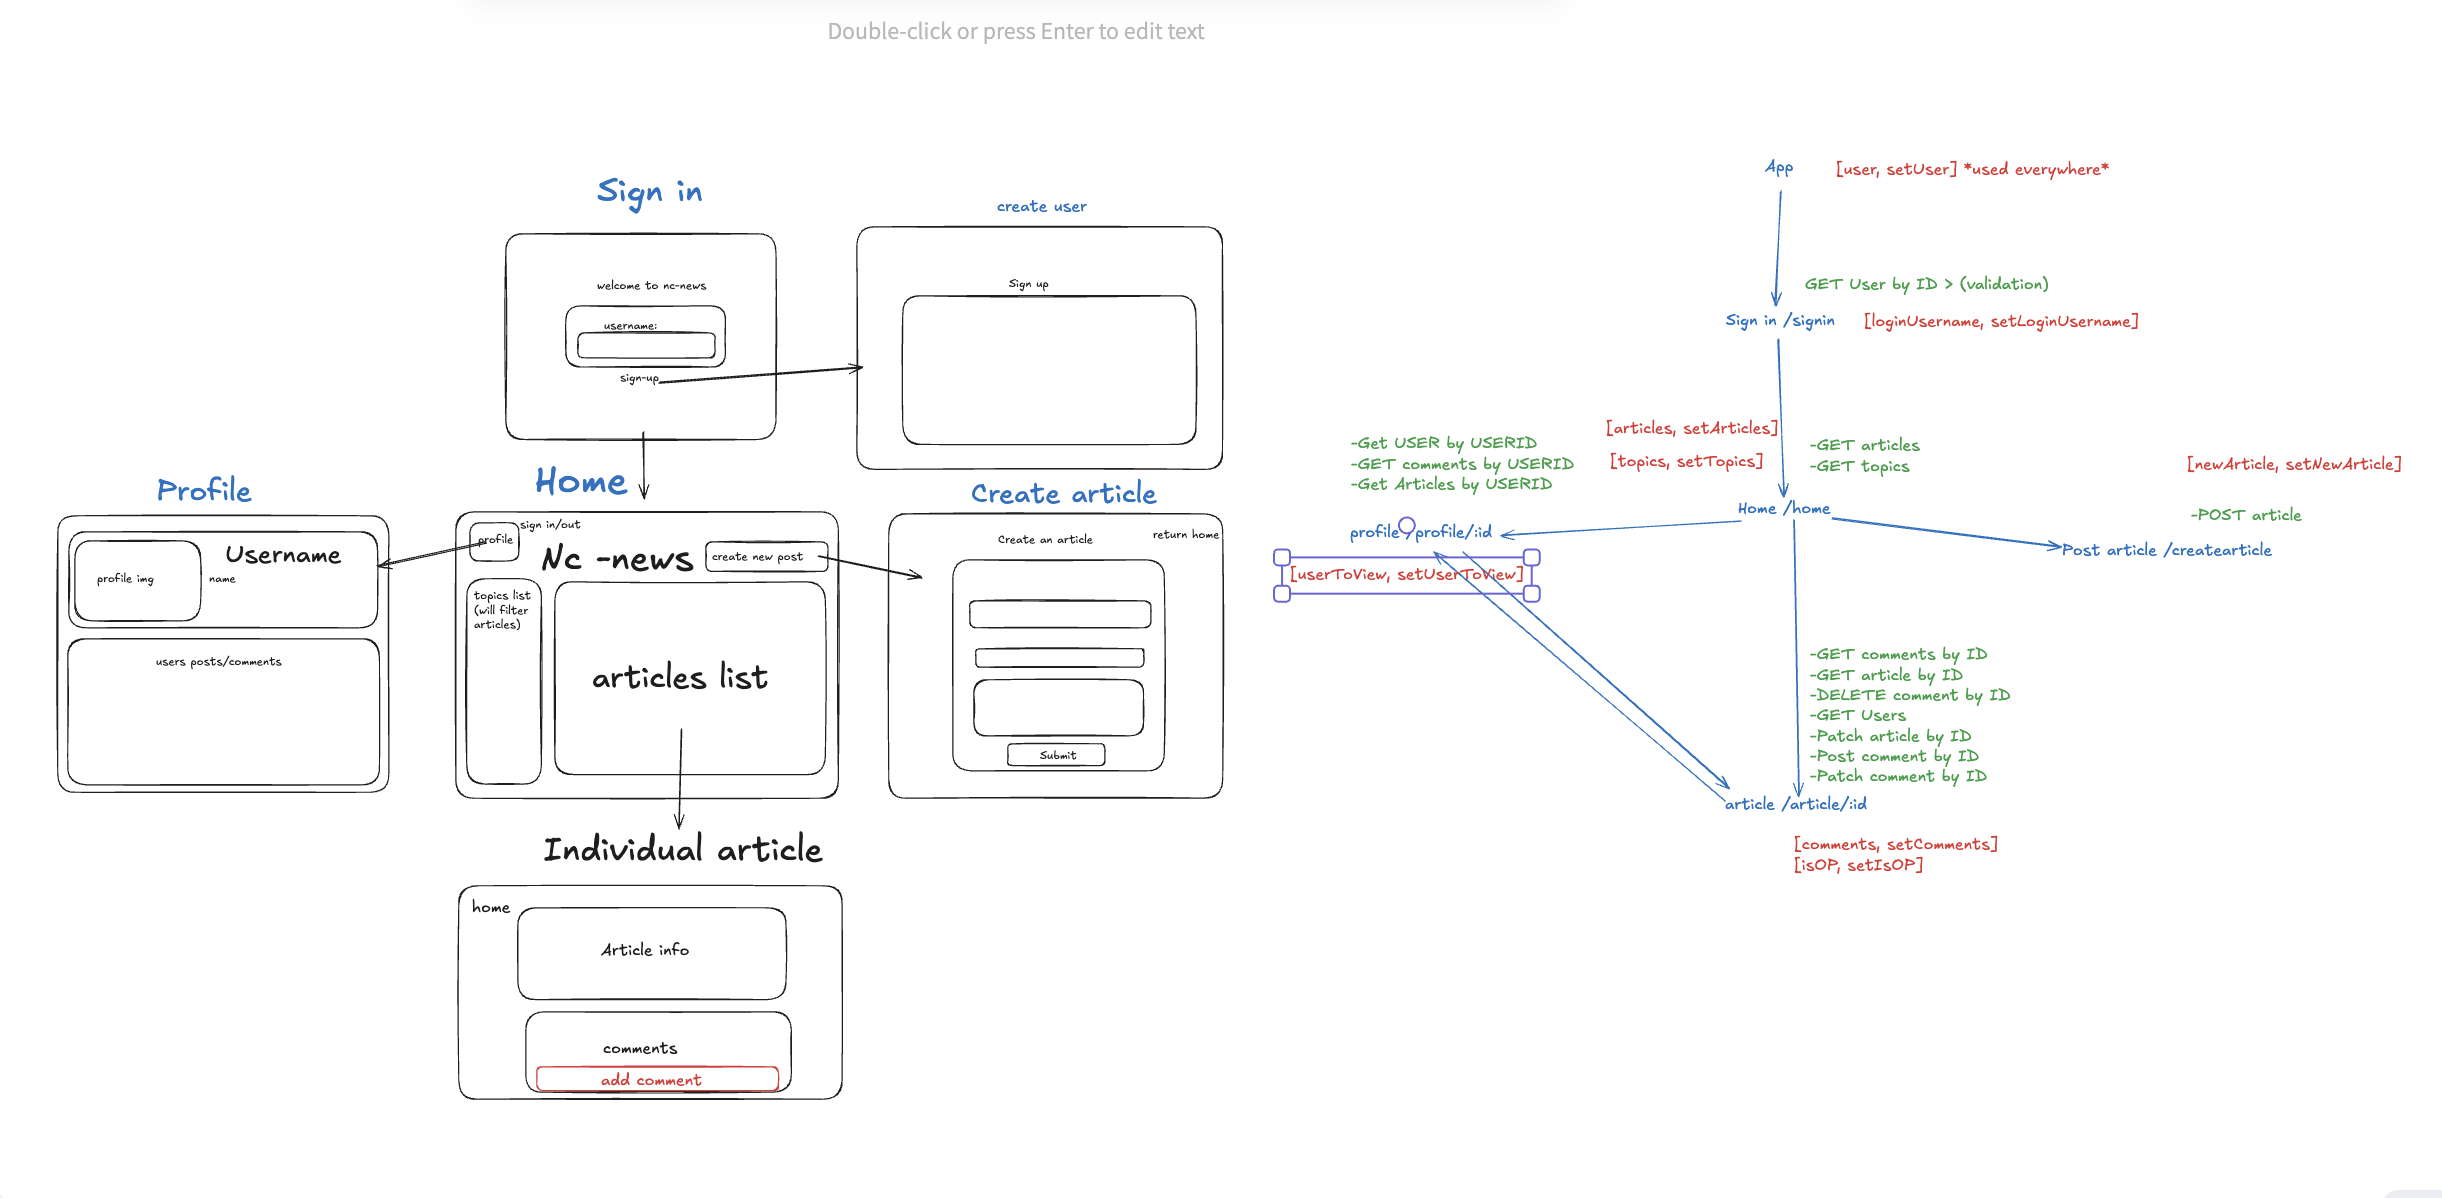 Double-click or press Enter to edit text
Sign in
welcome to nc-news
username:
sign-up
create user
Sign up
Profile
profile img
Username
name
users posts/comments
Home
profile
sign in/out
Nc -news
create new post
topics list
(will filter
articles)
articles list
Create article
return home
Create an article
Submit
Individual article
home
Article info
comments
add comment
App
[user, setUser] *used everywhere*
GET User by ID > (validation)
Sign in /signin
[loginUsername, setLoginUsername]
[articles, setArticles]
[topics, setTopics]
-GET articles
-GET topics
Home /home
-Get USER by USERID
-GET comments by USERID
-Get Articles by USERID
profile /profile/:id
[userToView, setUserToView]
[newArticle, setNewArticle]
-POST article
Post article /createarticle
-GET comments by ID
-GET article by ID
-DELETE comment by ID
-GET Users
-Patch article by ID
-Post comment by ID
-Patch comment by ID
article /article/:id
[comments, setComments]
[isOP, setIsOP]